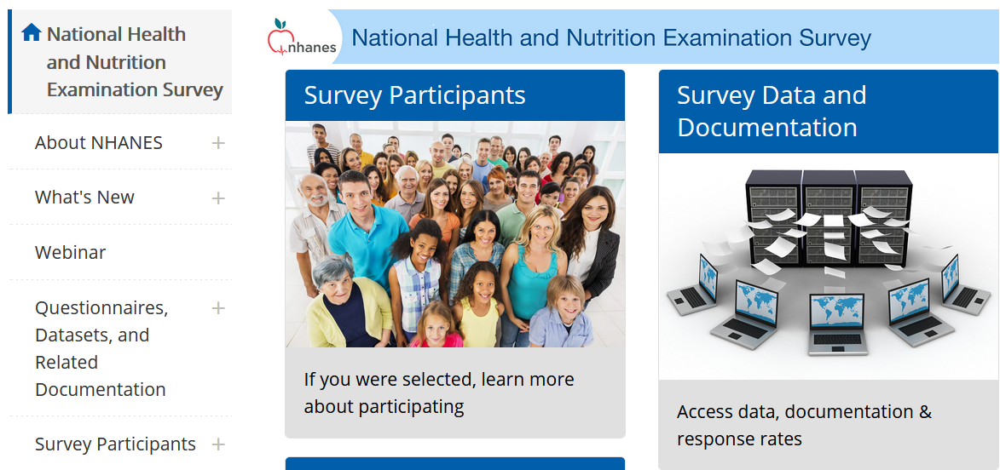 National Health
and Nutrition
Examination Survey
About NHANES
What's New
Webinar
Questionnaires,
Datasets, and
Related
Documentation
Survey Participants
nhanes
National Health and Nutrition Examination Survey
Survey Participants
If you were selected, learn more
about participating
Survey Data and
Documentation
Access data, documentation &
response rates